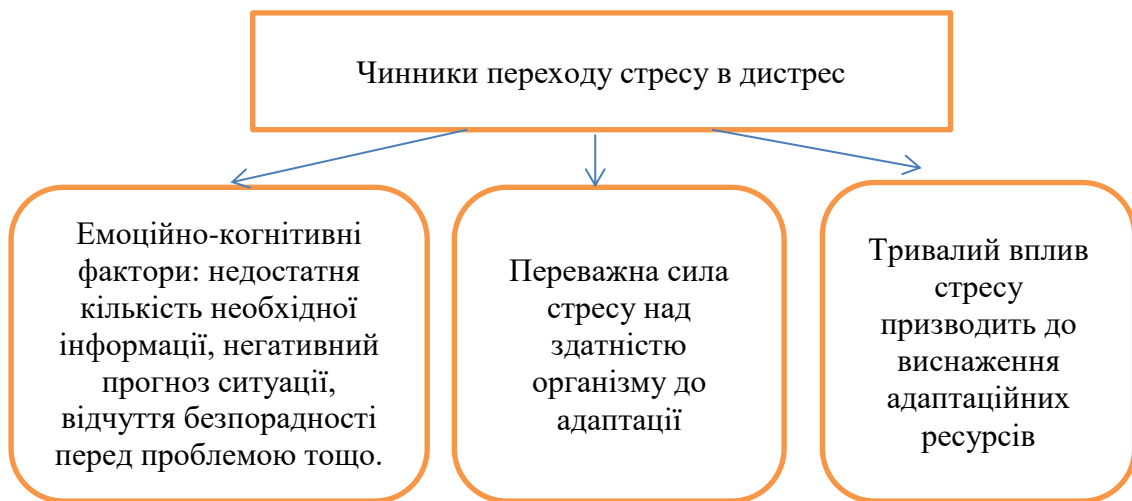 Чинники переходу стресу в дистрес
Емоційно-когнітивні
фактори: недостатня
кількість необхідної
інформації, негативний
прогноз ситуації,
відчуття безпорадності
перед проблемою тощо.
Переважна сила
стресу над
здатністю
організму до
адаптації
Тривалий вплив
стресу
призводить до
виснаження
адаптаційних
ресурсів